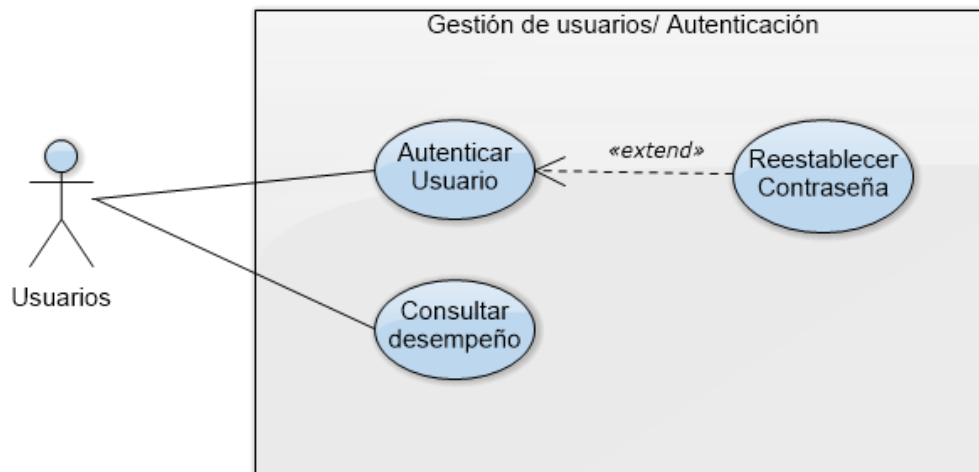 Gestión de usuarios/ Autenticación
Autenticar
Usuario
«extend»
Reestablecer
Contraseña
Usuarios
Consultar
desempeño